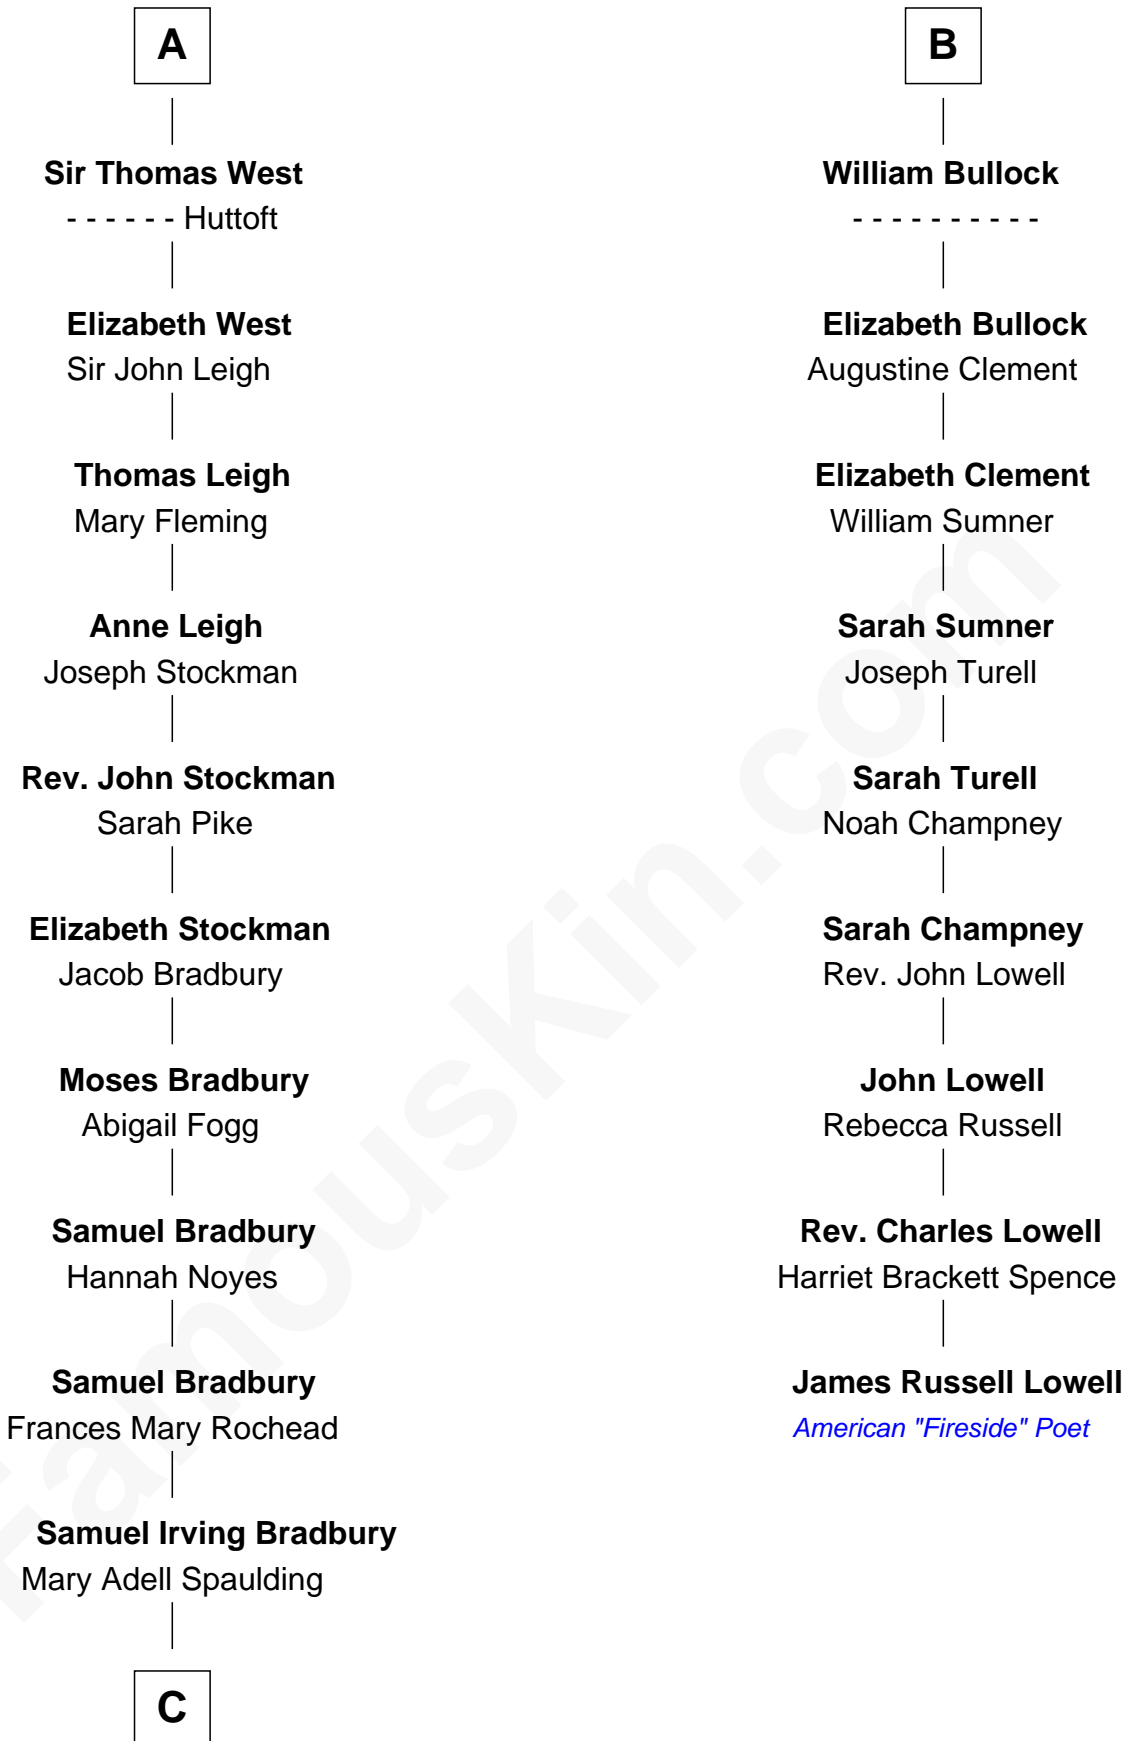 A
Sir Thomas West
- - - - - - Huttoft
Elizabeth West
Sir John Leigh
Thomas Leigh
Mary Fleming
Anne Leigh
Joseph Stockman
Rev. John Stockman
Sarah Pike
Elizabeth Stockman
Jacob Bradbury
Moses Bradbury
Abigail Fogg
Samuel Bradbury
Hannah Noyes
Samuel Bradbury
Frances Mary Rochead
Samuel Irving Bradbury
Mary Adell Spaulding
C
B
William Bullock
- - - - - - - - - -
Elizabeth Bullock
Augustine Clement
Elizabeth Clement
William Sumner
Sarah Sumner
Joseph Turell
Sarah Turell
Noah Champney
Sarah Champney
Rev. John Lowell
John Lowell
Rebecca Russell
Rev. Charles Lowell
Harriet Brackett Spence
James Russell Lowell
American "Fireside" Poet
FamousKin.com